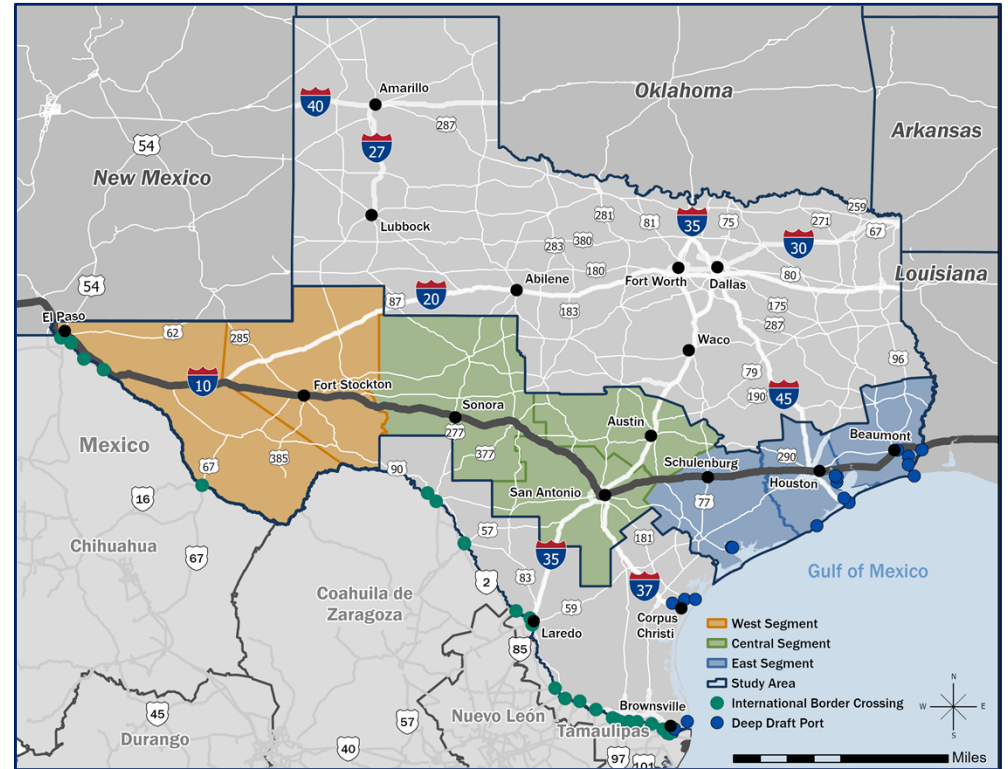 Oklahoma
Arkansas
New Mexico
Louisiana
54
54
Amarillo
40
287
27
Lubbock
281
81
35
75
271
259
67
30
283
380
180
Fort Worth
Dallas
80
Abilene
20
87
183
175
287
Waco
79
190
45
96
El Paso
62
285
10
Fort Stockton
Sonora
277
377
385
67
90
Austin
San Antonio
Schulenburg
77
290
Houston
Beaumont
Mexico
16
Chihuahua
67
Coahuila de
Zaragoza
57
2
83
35
59
181
37
Corpus
Christi
Laredo
85
Gulf of Mexico
Brownsville
Nuevo León
Tamaulipas
45
Durango
57
40
97
101
West Segment
Central Segment
East Segment
Study Area
International Border Crossing
Deep Draft Port
N
W
E
S
Miles